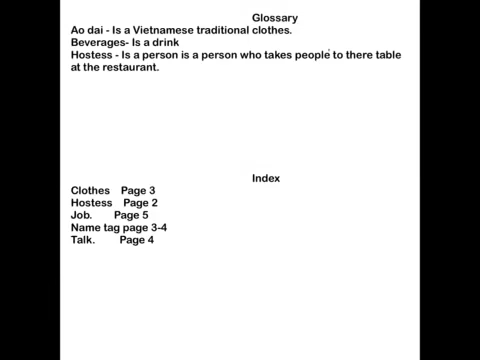 Glossary
Ao dai - Is a Vietnamese traditional clothes.
Beverages- Is a drink
Hostess - Is a person is a person who takes people to there table
at the restaurant.
Index
Clothes Page 3
Hostess Page 2
Job. Page 5
Name tag page 3-4
Talk. Page 4